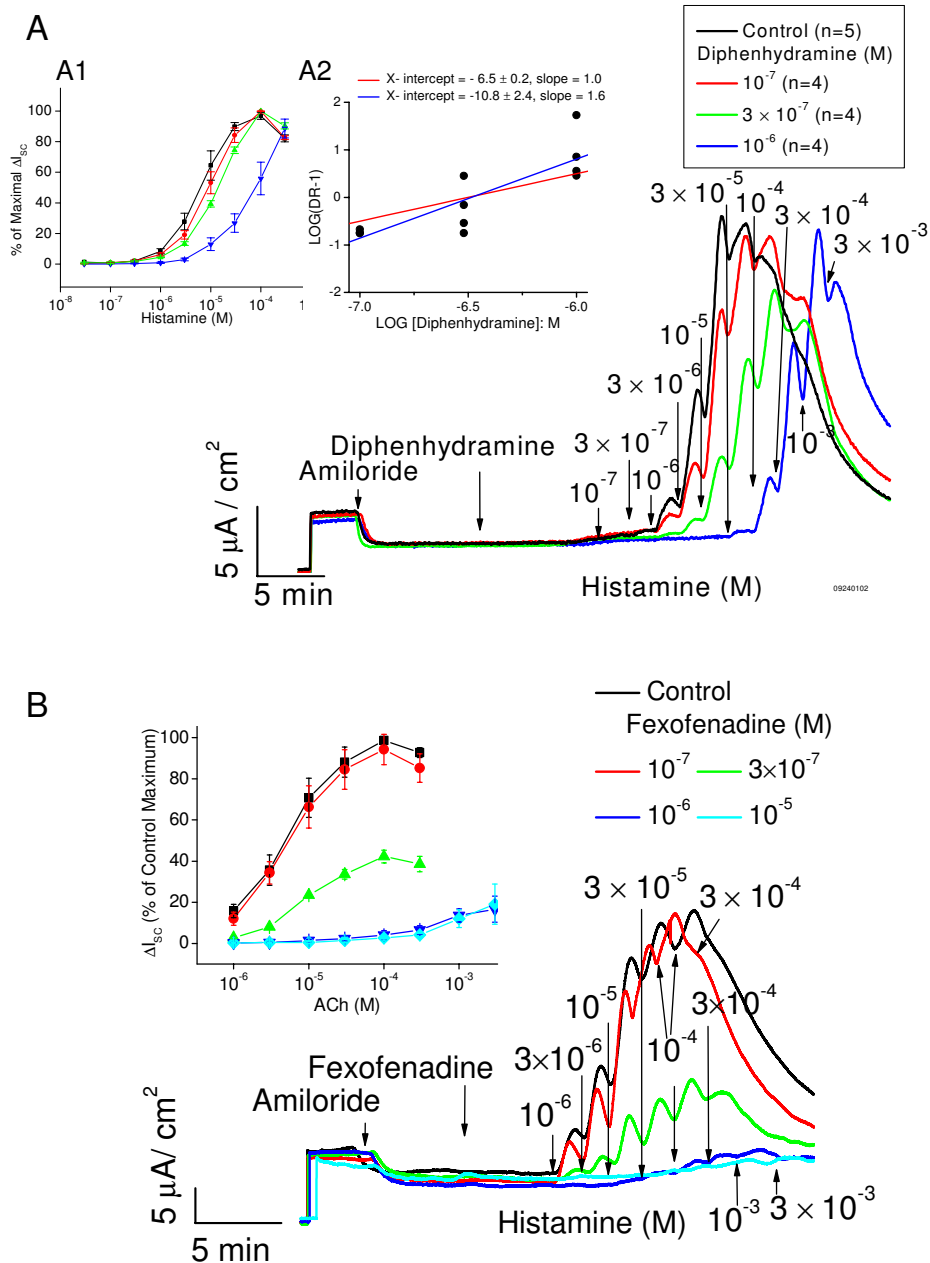 A
A1
% of Maximal ΔI_SC
100
80
60
40
20
0
10⁻⁸
10⁻⁷
10⁻⁶
10⁻⁵
10⁻⁴
1
Histamine (M)
A2
X- intercept = - 6.5 ± 0.2, slope = 1.0
X- intercept = -10.8 ± 2.4, slope = 1.6
LOG(DR-1)
2
1
0
-1
-2
-7.0
-6.5
-6.0
LOG [Diphenhydramine]: M
Control (n=5)
Diphenhydramine (M)
10⁻⁷ (n=4)
3 × 10⁻⁷ (n=4)
10⁻⁶ (n=4)
3 × 10⁻⁵
10⁻⁴
3 × 10⁻⁴
3 × 10⁻³
10⁻⁵
3 × 10⁻⁶
3 × 10⁻⁷
10⁻⁷
10⁻⁶
10⁻³
Diphenhydramine
Amiloride
5 μA / cm²
5 min
Histamine (M)
09240102
B
ΔI_SC (% of Control Maximum)
100
80
60
40
20
0
10⁻⁶
10⁻⁵
10⁻⁴
10⁻³
ACh (M)
Control
Fexofenadine (M)
10⁻⁷
3×10⁻⁷
10⁻⁶
10⁻⁵
3 × 10⁻⁵
3 × 10⁻⁴
10⁻⁵
3×10⁻⁴
10⁻⁴
3×10⁻⁶
10⁻⁶
Fexofenadine
Amiloride
5 μA/ cm²
5 min
Histamine (M)
10⁻³
3 × 10⁻³